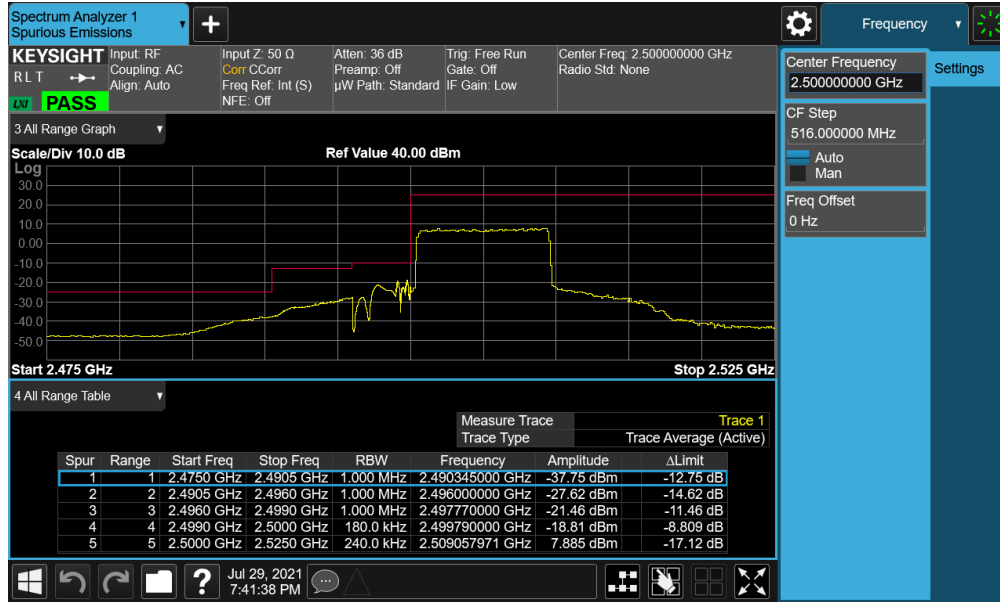 Spectrum Analyzer 1
Spurious Emissions
Frequency
KEYSIGHT
RLT
LXI
PASS
Input: RF
Coupling: AC
Align: Auto
Input Z: 50 Ω
Corr CCorr
Freq Ref: Int (S)
NFE: Off
Atten: 36 dB
Preamp: Off
µW Path: Standard
Trig: Free Run
Gate: Off
IF Gain: Low
Center Freq: 2.500000000 GHz
Radio Std: None
Center Frequency
2.500000000 GHz
Settings
CF Step
516.000000 MHz
Auto
Man
Freq Offset
0 Hz
3 All Range Graph
Scale/Div 10.0 dB
Ref Value 40.00 dBm
Log
30.0
20.0
10.0
0.00
-10.0
-20.0
-30.0
-40.0
-50.0
Start 2.475 GHz
Stop 2.525 GHz
4 All Range Table
Measure Trace Trace 1
Trace Type Trace Average (Active)
Spur Range Start Freq Stop Freq RBW Frequency Amplitude ΔLimit
1 1 2.4750 GHz 2.4905 GHz 1.000 MHz 2.490345000 GHz -37.75 dBm -12.75 dB
2 2 2.4905 GHz 2.4960 GHz 1.000 MHz 2.496000000 GHz -27.62 dBm -14.62 dB
3 3 2.4960 GHz 2.4990 GHz 1.000 MHz 2.497770000 GHz -21.46 dBm -11.46 dB
4 4 2.4990 GHz 2.5000 GHz 180.0 kHz 2.499790000 GHz -18.81 dBm -8.809 dB
5 5 2.5000 GHz 2.5250 GHz 240.0 kHz 2.509057971 GHz 7.885 dBm -17.12 dB
?
Jul 29, 2021
7:41:38 PM